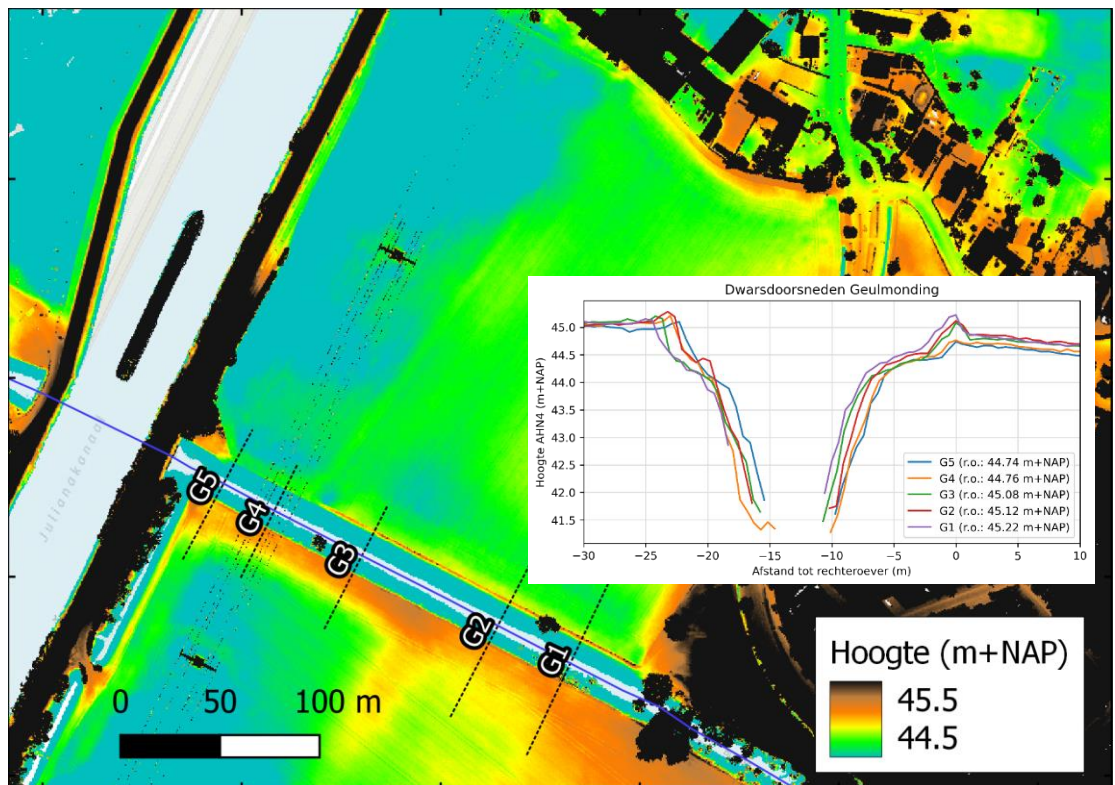 Julianakanaal
Dwarsdoorsneden Geulmonding
Hoogte AHN4 (m+NAP)
45.0
44.5
44.0
43.5
43.0
42.5
42.0
41.5
G5 (r.o.: 44.74 m+NAP)
G4 (r.o.: 44.76 m+NAP)
G3 (r.o.: 45.08 m+NAP)
G2 (r.o.: 45.12 m+NAP)
G1 (r.o.: 45.22 m+NAP)
−30 −25 −20 −15 −10 −5 0 5 10
Afstand tot rechteroever (m)
G5
G4
G3
G2
G1
0 50 100 m
Hoogte (m+NAP)
45.5
44.5